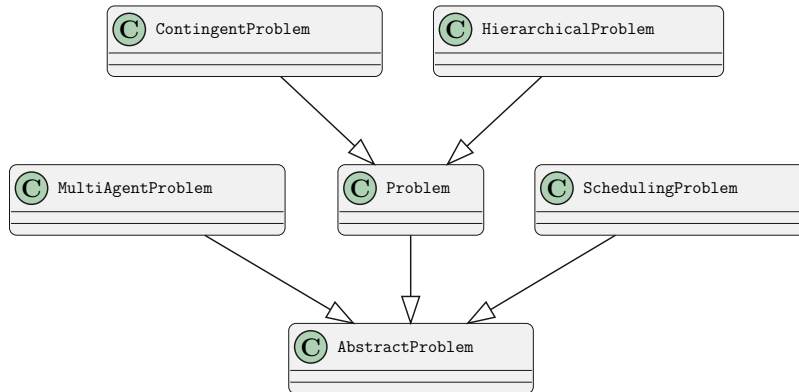 C ContingentProblem
C HierarchicalProblem
C MultiAgentProblem
C Problem
C SchedulingProblem
C AbstractProblem